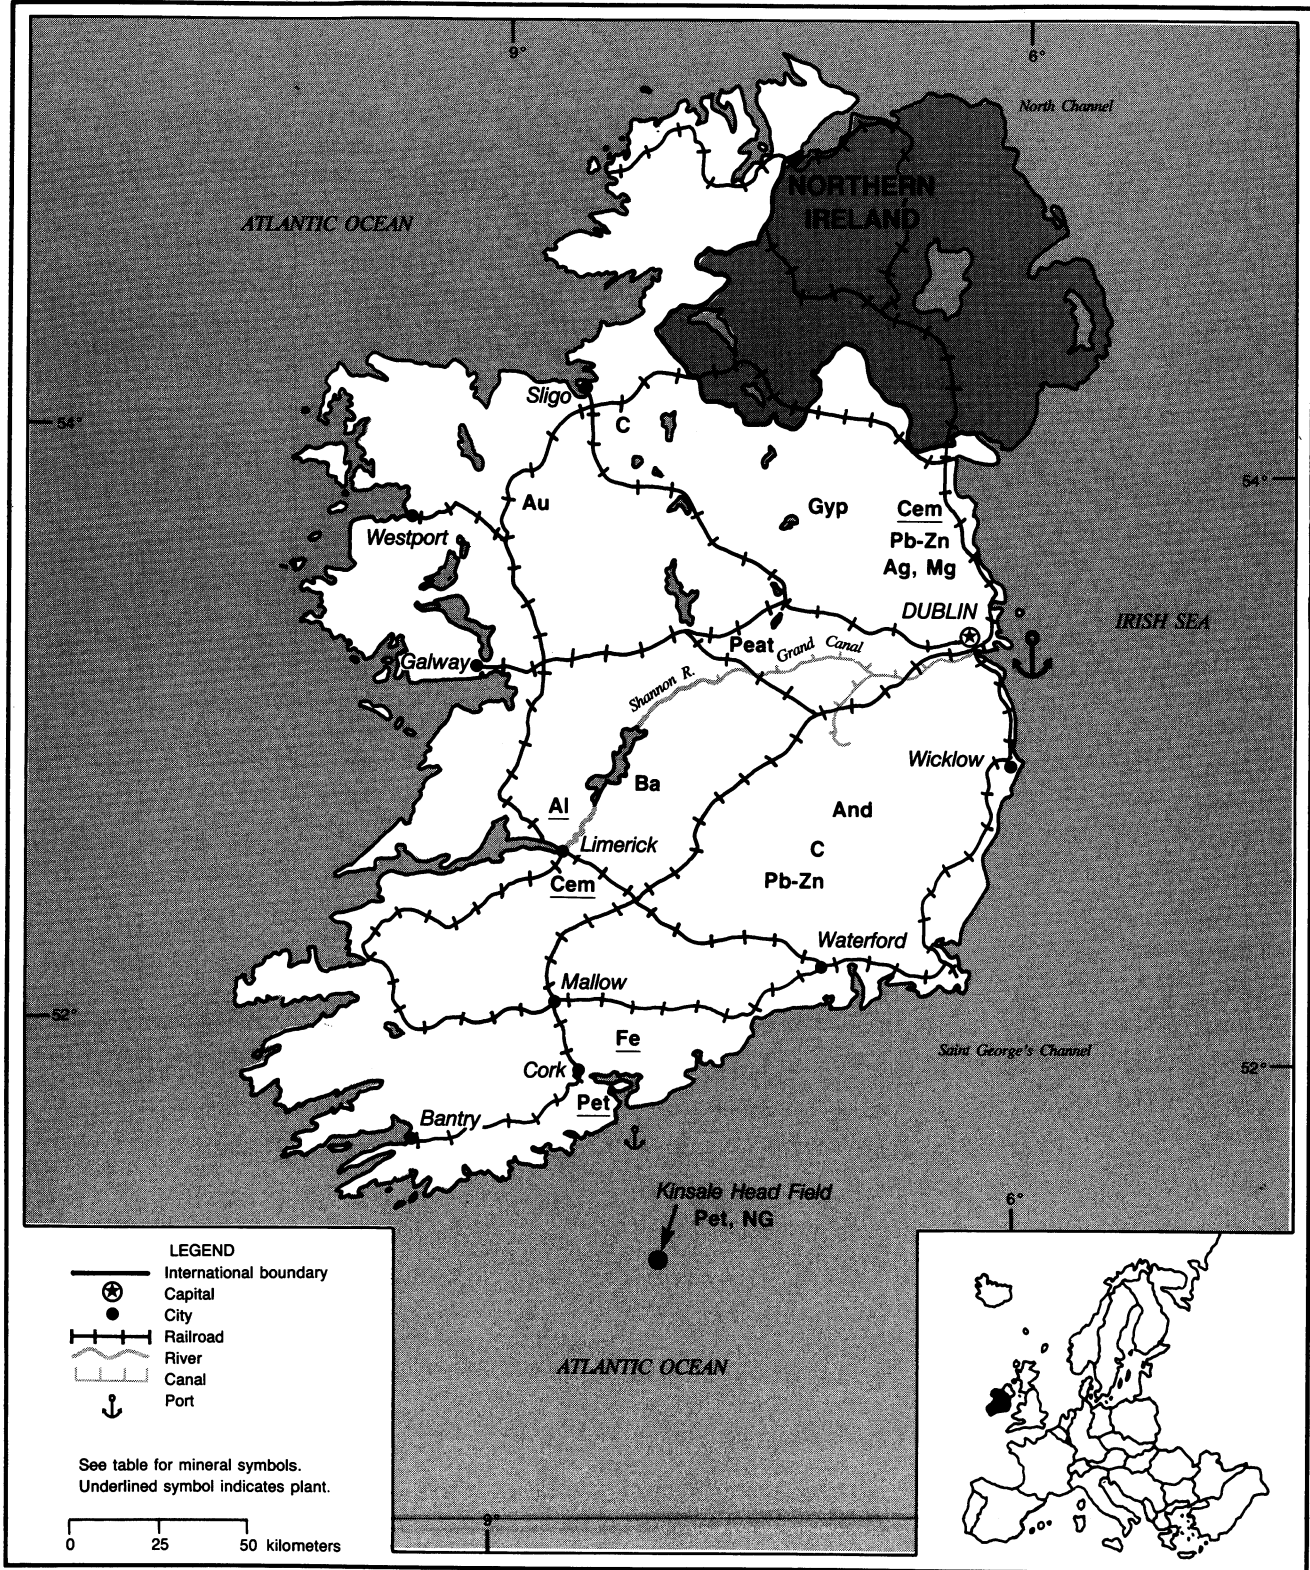 9°
6°
North Channel
NORTHERN
IRELAND
ATLANTIC OCEAN
Sligo
C
54°
54°
Au
Gyp
Cem
Pb-Zn
Ag, Mg
Westport
DUBLIN
IRISH SEA
Peat
Grand Canal
Galway
Shannon R.
Wicklow
Ba
Al
And
Limerick
C
Cem
Pb-Zn
Waterford
Mallow
52°
Fe
Saint George's Channel
Cork
52°
Pet
Bantry
Kinsale Head Field
Pet, NG
6°
LEGEND
International boundary
Capital
City
Railroad
River
Canal
Port
ATLANTIC OCEAN
See table for mineral symbols.
Underlined symbol indicates plant.
9°
0 25 50 kilometers